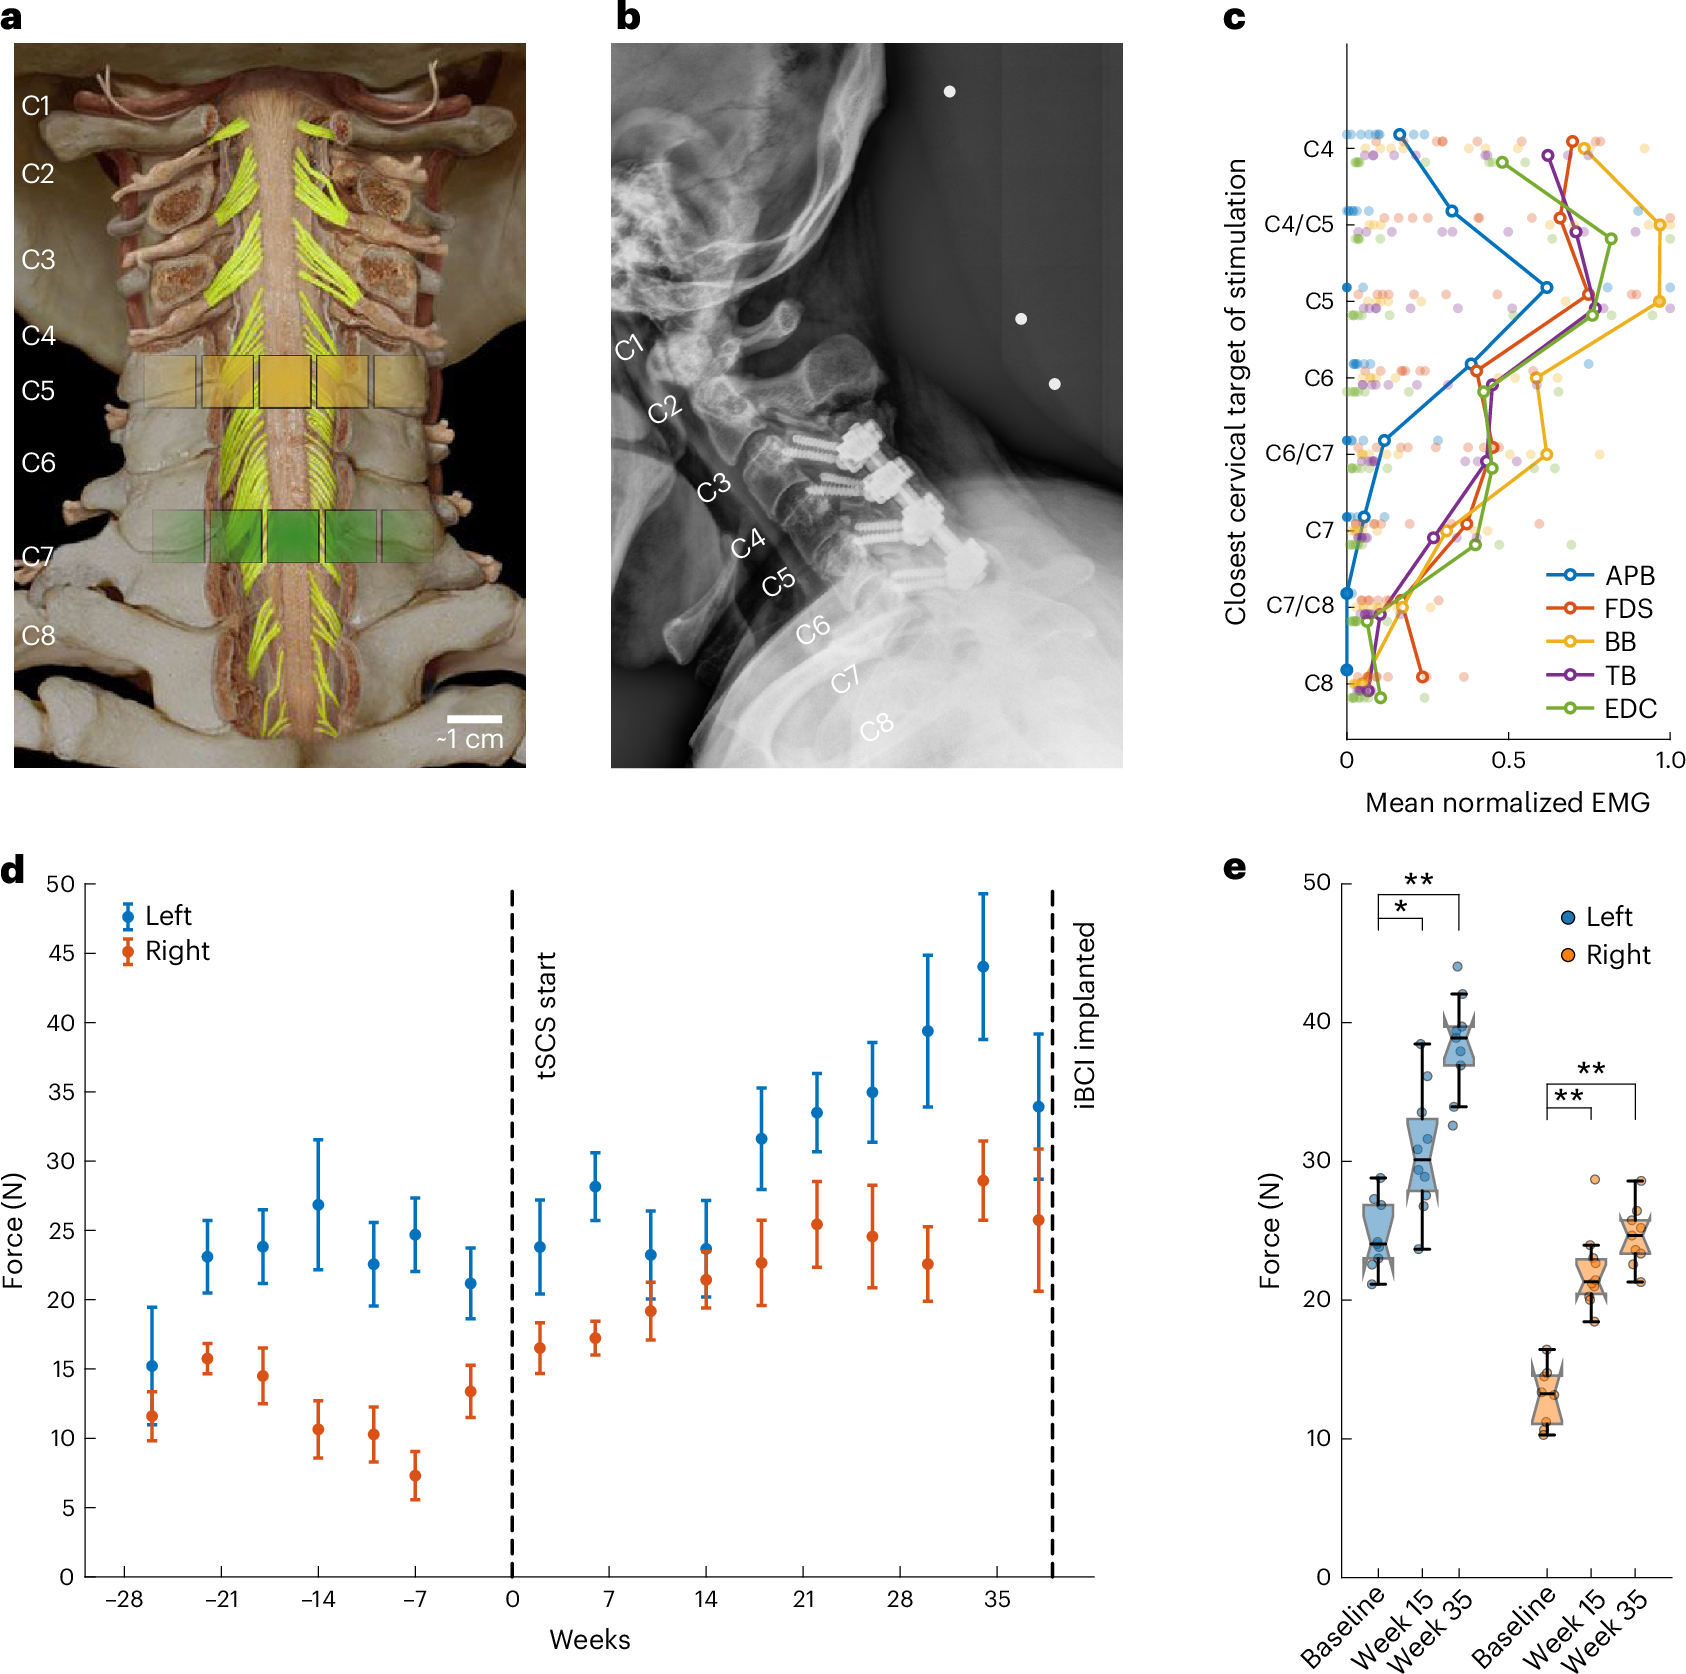 a
C1
C2
C3
C4
C5
C6
C7
C8
~1 cm
b
C1
C2
C3
C4
C5
C6
C7
C8
c
Closest cervical target of stimulation
C4
C4/C5
C5
C6
C6/C7
C7
C7/C8
C8
APB
FDS
BB
TB
EDC
0 0.5 1.0
Mean normalized EMG
d
Force (N)
50
45
40
35
30
25
20
15
10
5
0
Left
Right
tSCS start
iBCI implanted
–28 –21 –14 –7 0 7 14 21 28 35
Weeks
e
Force (N)
50
40
30
20
10
0
**
*
**
**
Left
Right
Baseline
Week 15
Week 35
Baseline
Week 15
Week 35